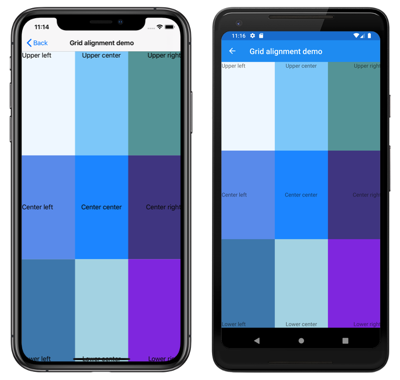 11:14
Back
Grid alignment demo
Upper left
Upper center
Upper right
Center left
Center center
Center right
Lower left
Lower center
Lower right
11:16
Grid alignment demo
Upper left
Upper center
Upper right
Center left
Center center
Center right
Lower left
Lower center
Lower right